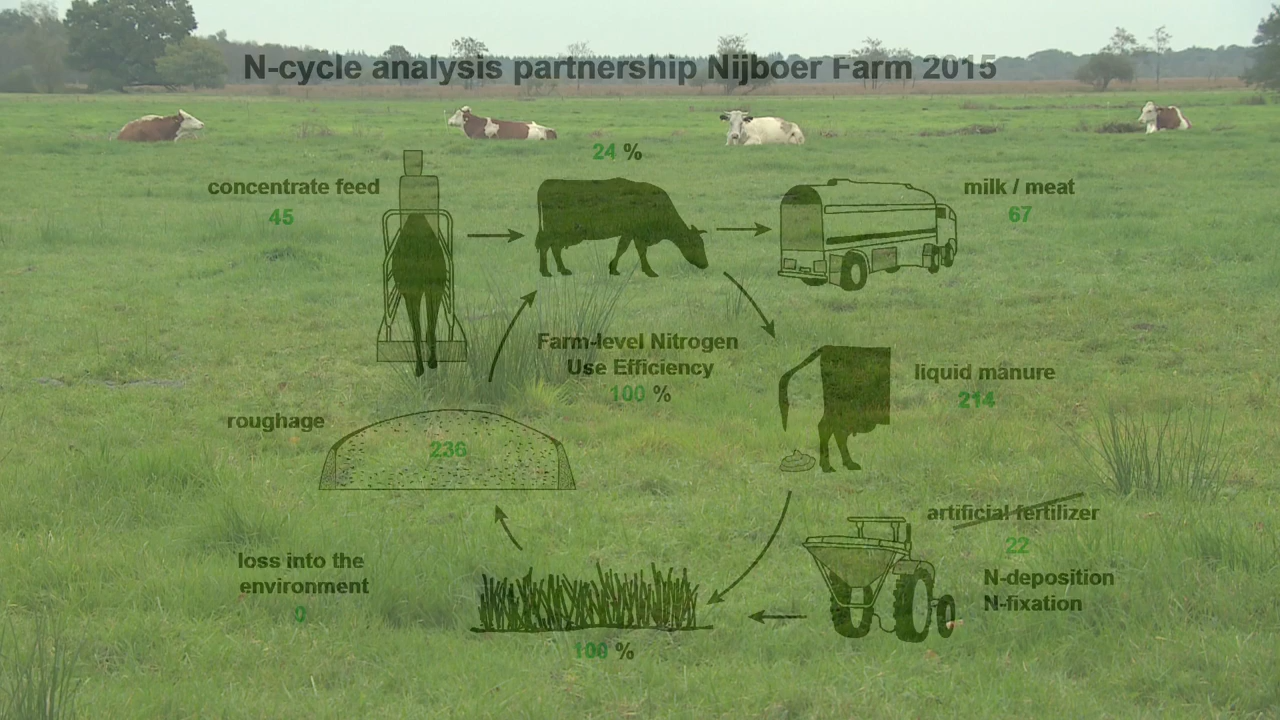 N-cycle analysis partnership Nijboer Farm 2015
24 %
concentrate feed
45
milk / meat
67
Farm-level Nitrogen
Use Efficiency
100 %
liquid manure
214
roughage
236
artificial fertilizer
22
N-deposition
N-fixation
loss into the
environment
0
100 %